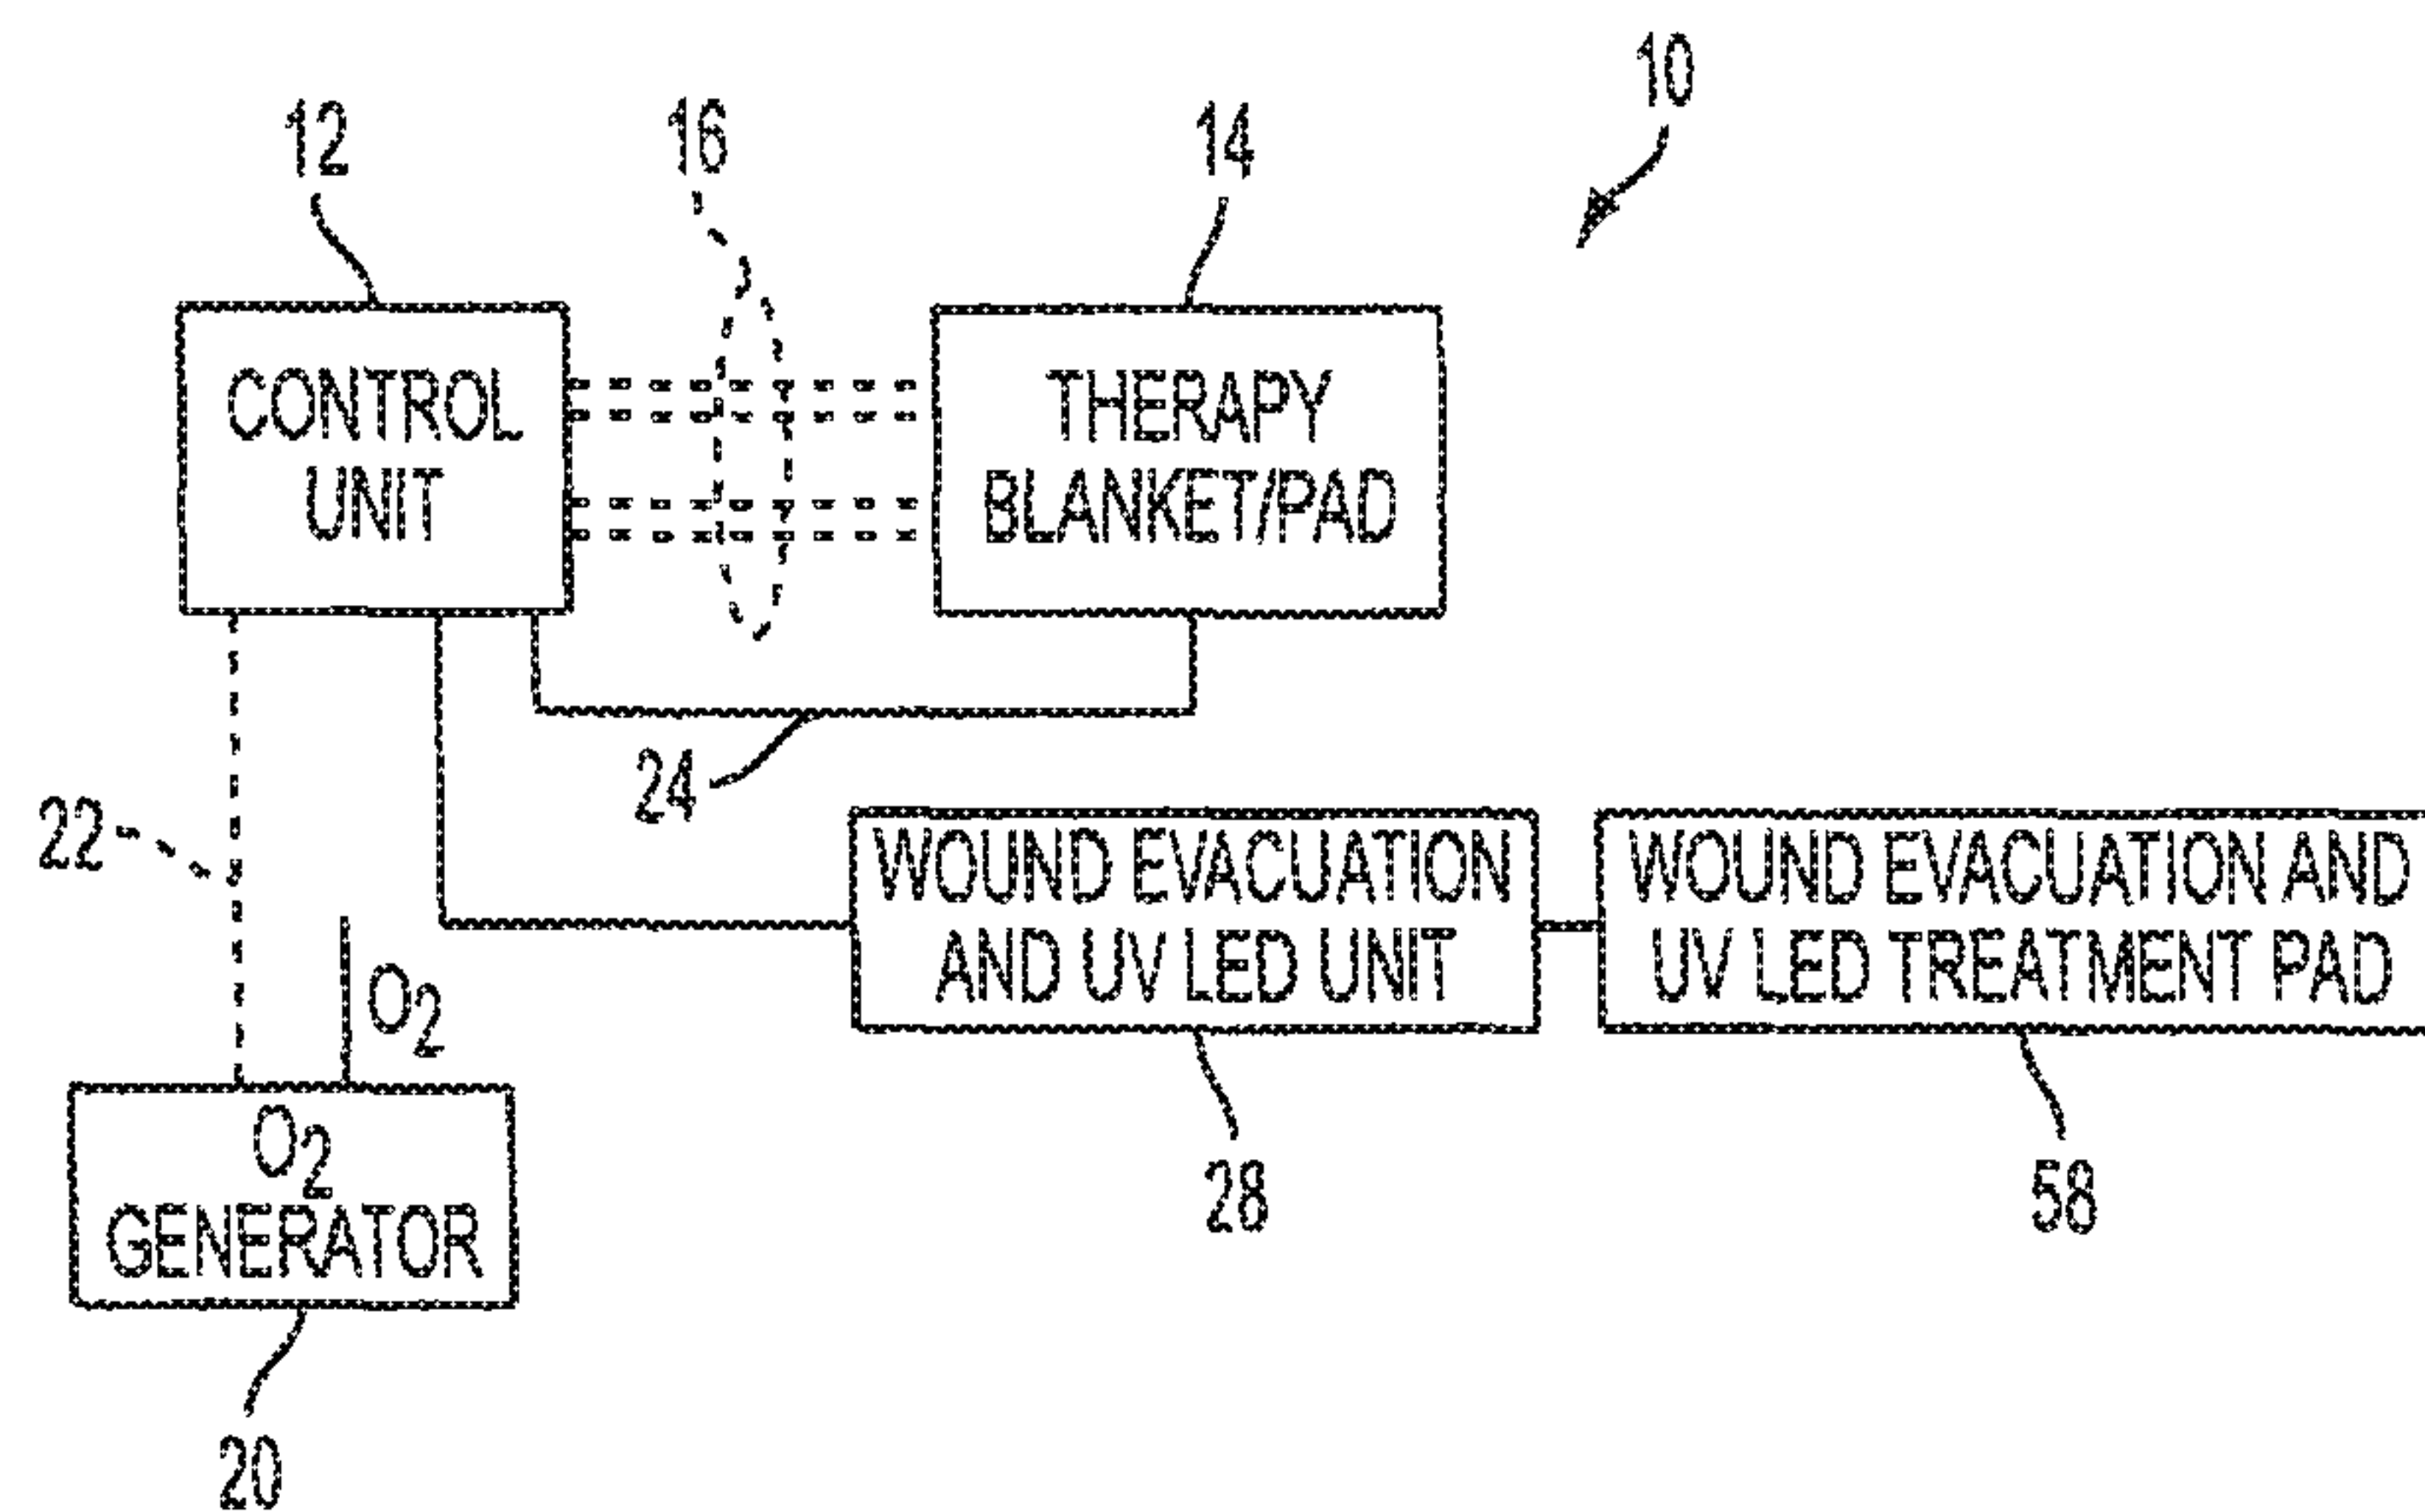 10
12
16
14
CONTROL
UNIT
THERAPY
BLANKET/PAD
24
22
WOUND EVACUATION
AND UV LED UNIT
WOUND EVACUATION AND
UV LED TREATMENT PAD
O2
O2
GENERATOR
28
58
20